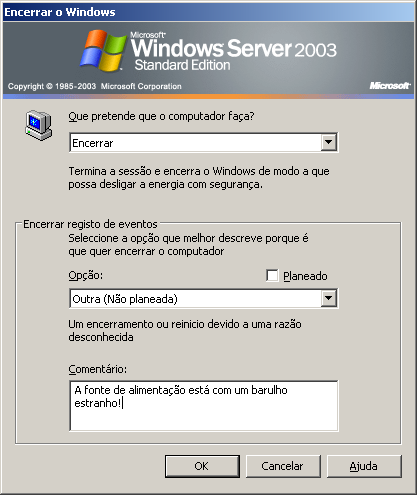 Encerrar o Windows
Microsoft
Windows Server 2003
Standard Edition
Copyright © 1985-2003 Microsoft Corporation
Microsoft
Que pretende que o computador faça?
Encerrar
Termina a sessão e encerra o Windows de modo a que
possa desligar a energia com segurança.
Encerrar registo de eventos
Seleccione a opção que melhor descreve porque é
que quer encerrar o computador
Opção:
Planeado
Outra (Não planeada)
Um encerramento ou reinicio devido a uma razão
desconhecida
Comentário:
A fonte de alimentação está com um barulho
estranho!
OK
Cancelar
Ajuda